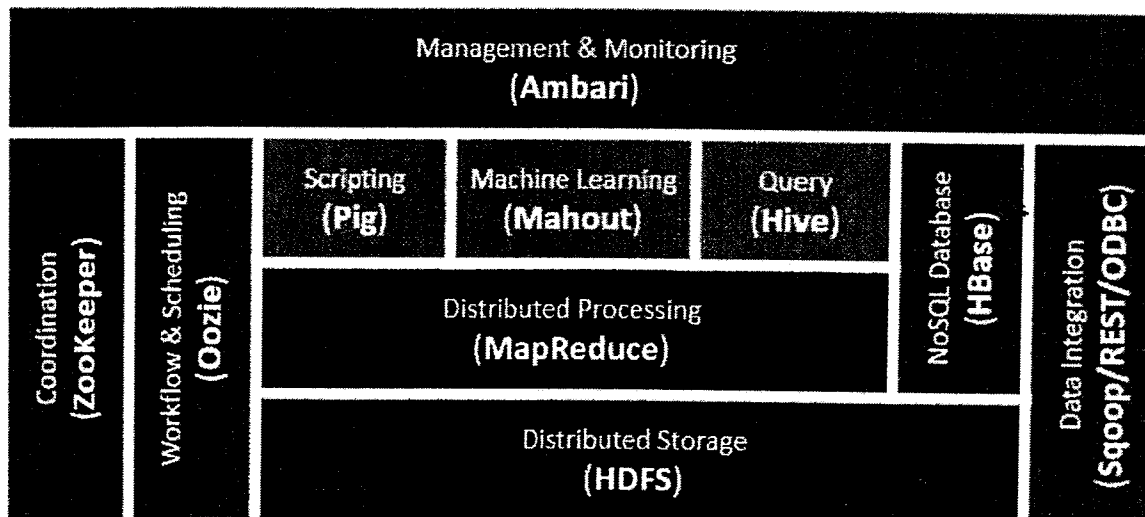 Management & Monitoring
(Ambari)
Coordination
(ZooKeeper)
Workflow & Scheduling
(Oozie)
Scripting
(Pig)
Machine Learning
(Mahout)
Query
(Hive)
NoSQL Database
(HBase)
Data Integration
(Sqoop/REST/ODBC)
Distributed Processing
(MapReduce)
Distributed Storage
(HDFS)